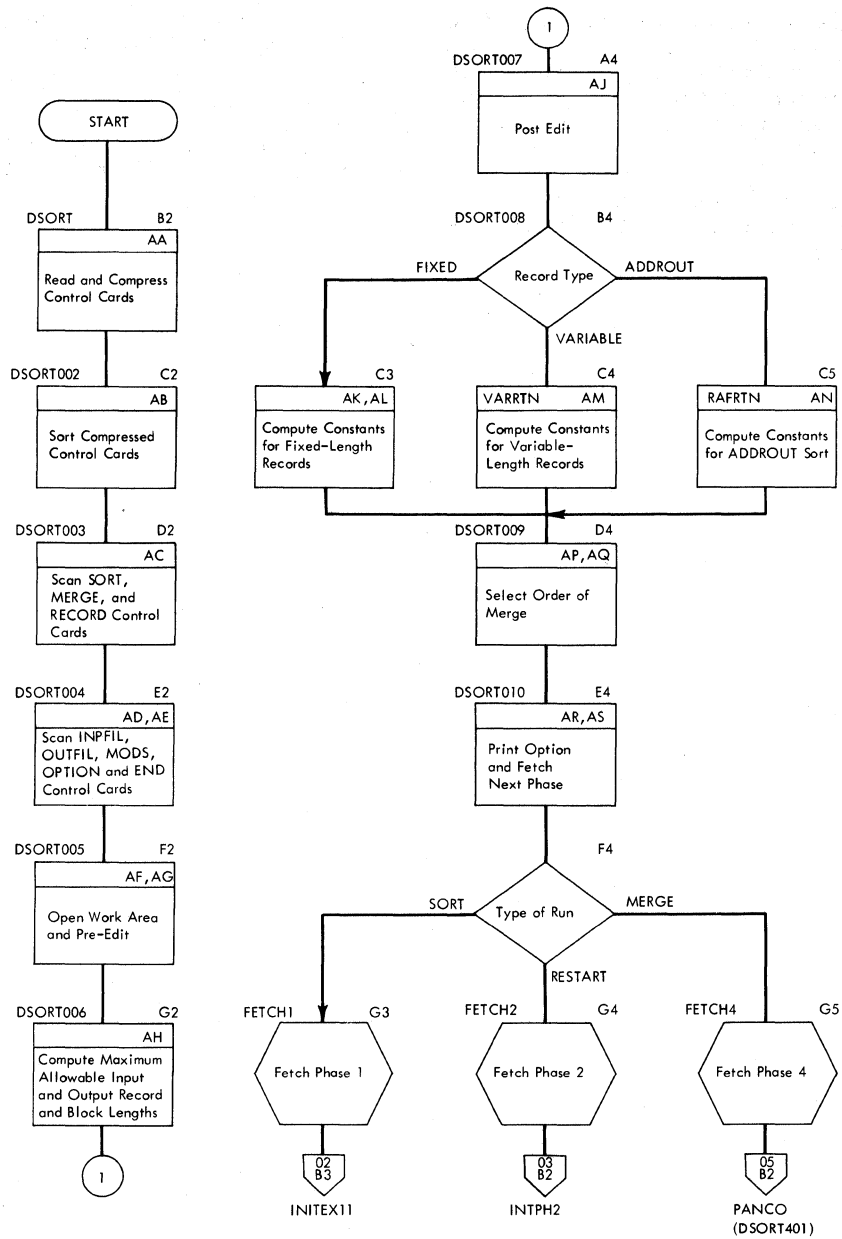 START
DSORT B2
AA
Read and Compress
Control Cards
DSORT002 C2
AB
Sort Compressed
Control Cards
DSORT003 D2
AC
Scan SORT,
MERGE, and
RECORD Control
Cards
DSORT004 E2
AD,AE
Scan INPFIL,
OUTFIL, MODS,
OPTION and END
Control Cards
DSORT005 F2
AF,AG
Open Work Area
and Pre-Edit
DSORT006 G2
AH
Compute Maximum
Allowable Input
and Output Record
and Block Lengths
1
1
DSORT007 A4
AJ
Post Edit
DSORT008 B4
FIXED
Record Type
ADDROUT
VARIABLE
C3
AK,AL
Compute Constants
for Fixed-Length
Records
C4
VARRTN AM
Compute Constants
for Variable-
Length Records
C5
RAFRTN AN
Compute Constants
for ADDROUT Sort
DSORT009 D4
AP,AQ
Select Order of
Merge
DSORT010 E4
AR,AS
Print Option
and Fetch
Next Phase
F4
SORT
Type of Run
MERGE
RESTART
FETCH1 G3
Fetch Phase 1
02
B3
INITEX11
FETCH2 G4
Fetch Phase 2
03
B2
INTPH2
FETCH4 G5
Fetch Phase 4
05
B2
PANCO
(DSORT401)